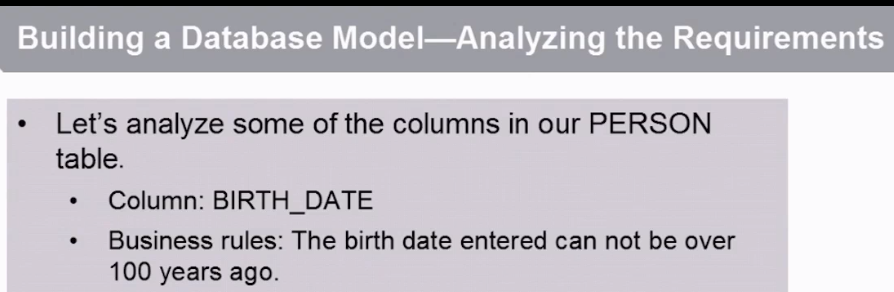 Building a Database Model—Analyzing the Requirements
• Let's analyze some of the columns in our PERSON
table.
• Column: BIRTH_DATE
• Business rules: The birth date entered can not be over
100 years ago.